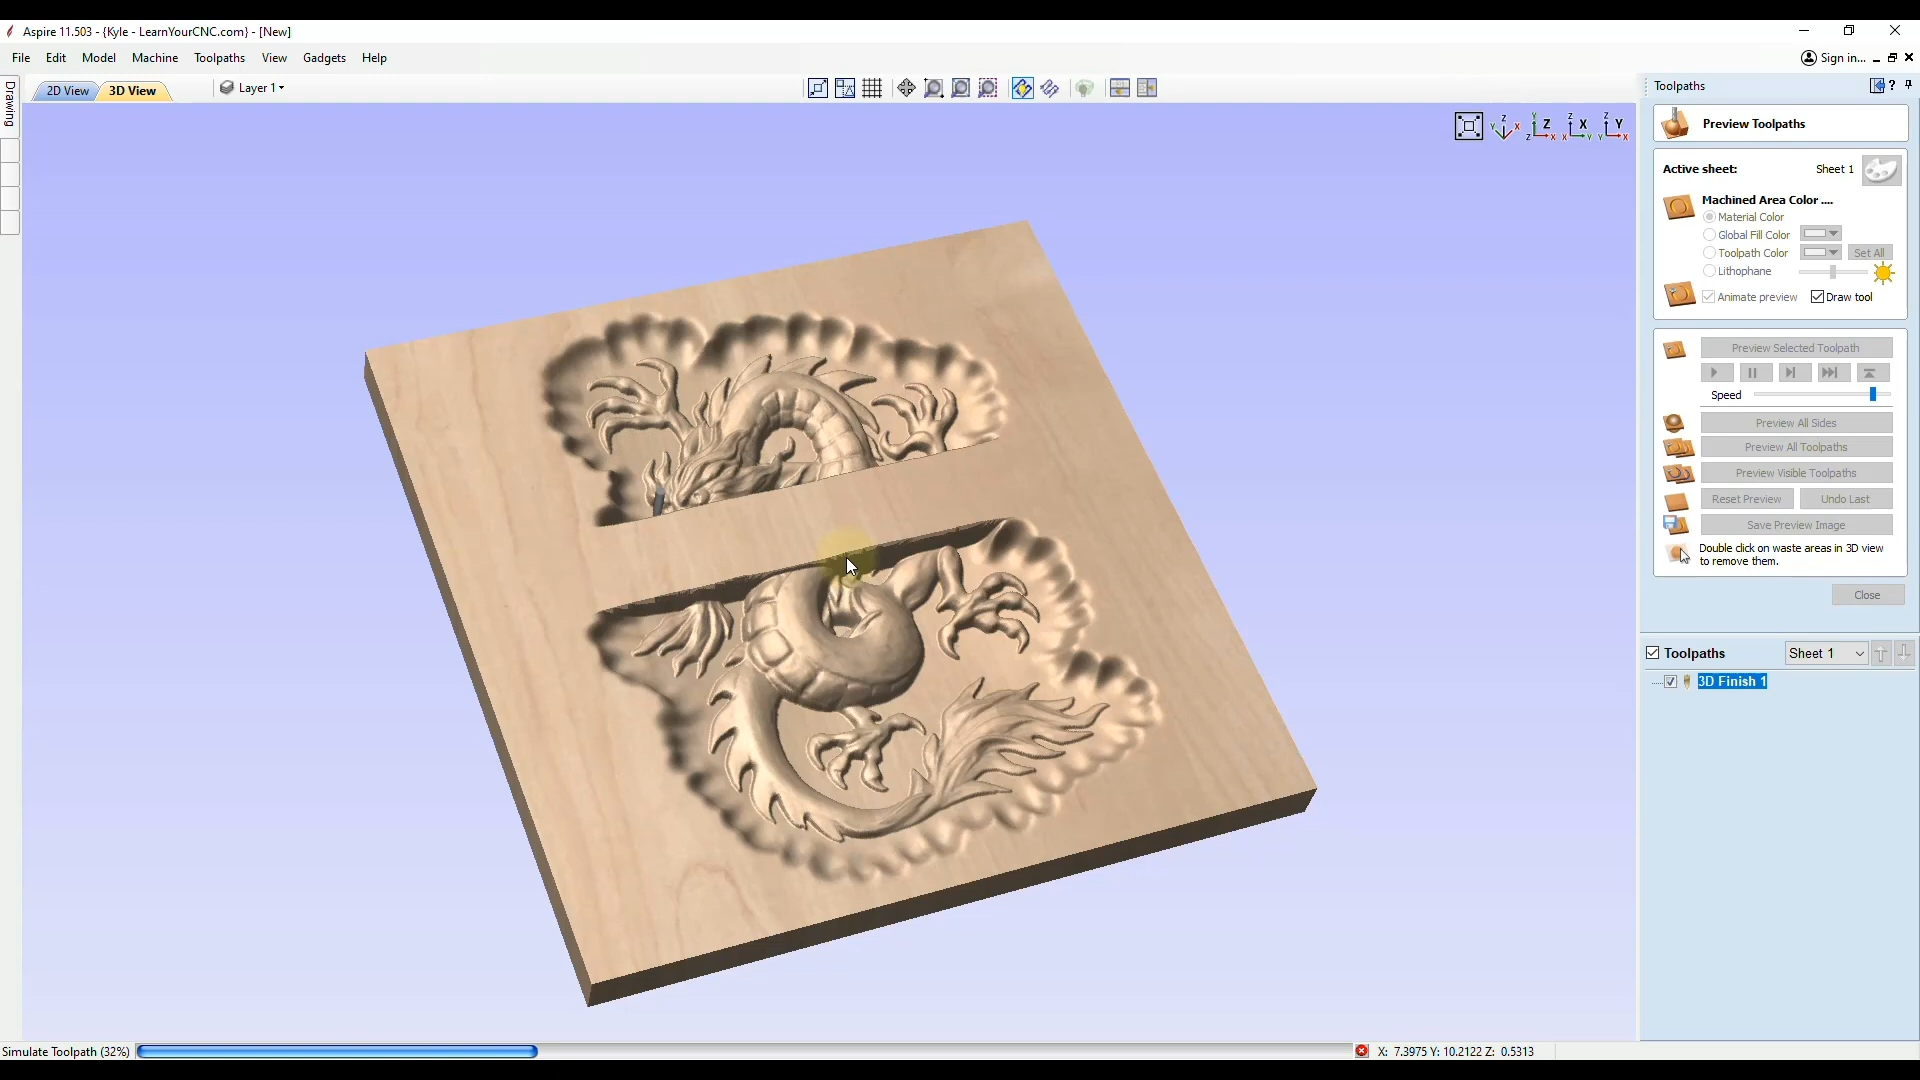 Aspire 11.503 - {Kyle - LearnYourCNC.com} - [New]
File Edit Model Machine Toolpaths View Gadgets Help
Sign in...
Drawing
2D View 3D View Layer 1
Toolpaths
Preview Toolpaths
Active sheet: Sheet 1
Machined Area Color ....
Material Color
Global Fill Color
Toolpath Color Set All
Lithophane
Animate preview Draw tool
Preview Selected Toolpath
Speed
Preview All Sides
Preview All Toolpaths
Preview Visible Toolpaths
Reset Preview Undo Last
Save Preview Image
Double click on waste areas in 3D view
to remove them.
Close
Toolpaths Sheet 1
3D Finish 1
Simulate Toolpath (32%)
X: 7.3975 Y: 10.2122 Z: 0.5313